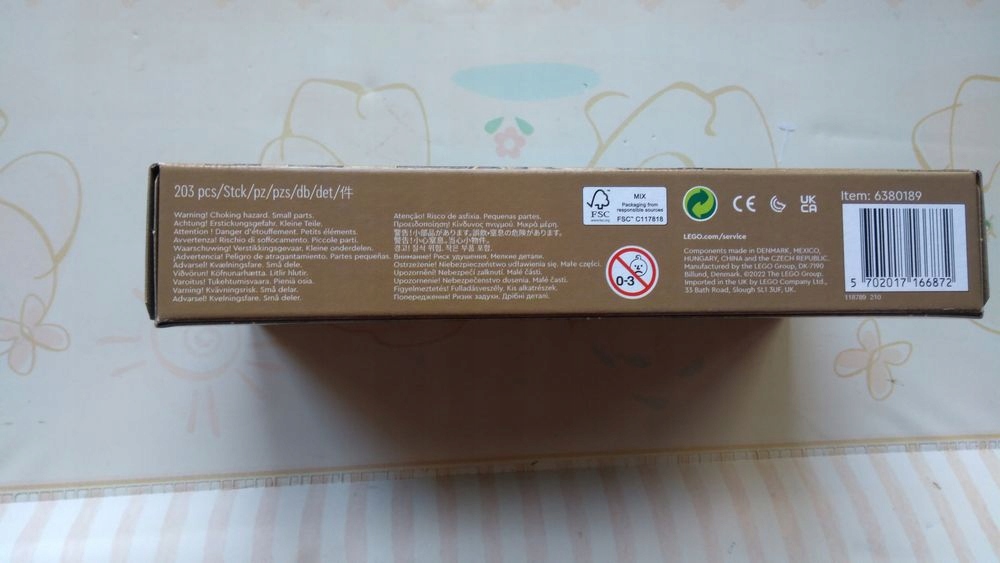 203 pcs/Stck/pz/pzs/db/det/件
Warning! Choking hazard. Small parts.
Achtung! Erstickungsgefahr. Kleine Teile.
Attention ! Danger d'étouffement. Petits éléments.
Avvertenza! Rischio di soffocamento. Piccole parti.
Waarschuwing! Verstikkingsgevaar. Kleine onderdelen.
¡Advertencia! Peligro de atragantamiento. Partes pequeñas.
Advarsel! Kvælningsfare. Små dele.
Viðvörun! Köfnunarhætta. Litlir hlutir.
Varoitus! Tukehtumisvaara. Pieniä osia.
Varning! Kvävningsrisk. Små delar.
Advarsel! Kvelningsfare. Små deler.
Atenção! Risco de asfixia. Pequenas partes.
Προειδοποίηση! Κίνδυνος πνιγμού. Μικρά μέρη.
警告！小部品があります。誤飲・窒息の危険があります。
警告！小心窒息。当心小物件。
경고! 질식 위험. 작은 부품 포함.
Внимание! Риск удушения. Мелкие детали.
Ostrzeżenie! Niebezpieczeństwo udławienia się. Małe części.
Upozornění! Nebezpečí zalknutí. Malé části.
Upozornenie! Nebezpečenstvo dusenia. Malé časti.
Figyelmeztetés! Fulladásveszély. Kis alkatrészek.
Попередження! Ризик задухи. Дрібні деталі.
FSC
www.fsc.org
MIX
Packaging from
responsible sources
FSC™ C117818
0-3
CE
UK
CA
LEGO.com/service
Components made in DENMARK, MEXICO,
HUNGARY, CHINA and the CZECH REPUBLIC.
Manufactured by the LEGO Group, DK-7190
Billund, Denmark. ©2022 The LEGO Group.
Imported in the UK by LEGO Company Ltd.,
33 Bath Road, Slough SL1 3UF, UK.
Item: 6380189
5 702017 166872
118789 210